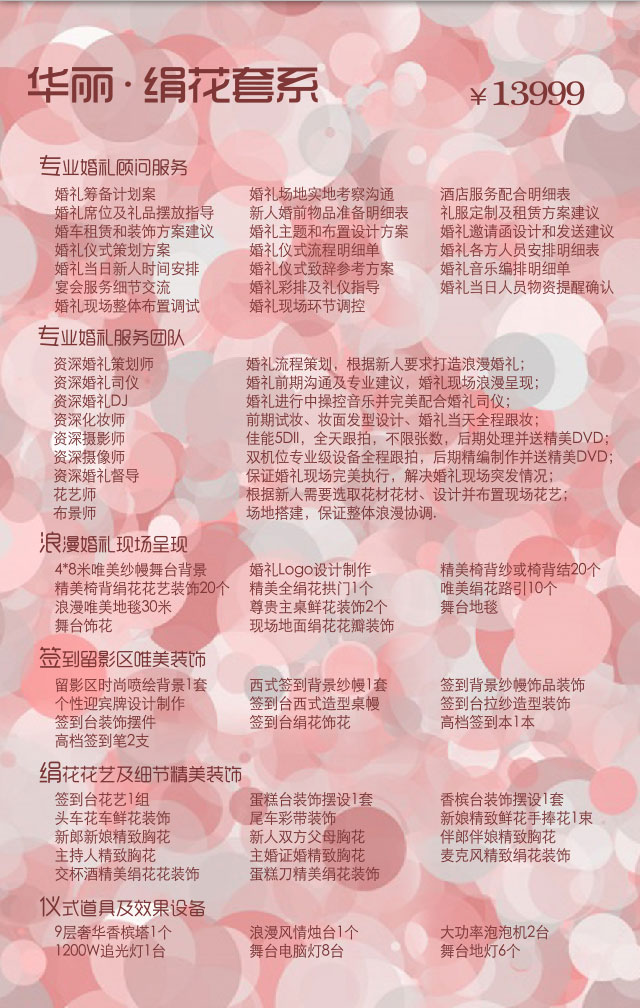 华丽·绢花套系 ¥13999
专业婚礼顾问服务
婚礼筹备计划案 婚礼场地实地考察沟通 酒店服务配合明细表
婚礼席位及礼品摆放指导 新人婚前物品准备明细表 礼服定制及租赁方案建议
婚车租赁和装饰方案建议 婚礼主题和布置设计方案 婚礼邀请函设计和发送建议
婚礼仪式策划方案 婚礼仪式流程明细单 婚礼各方人员安排明细表
婚礼当日新人时间安排 婚礼仪式致辞参考方案 婚礼音乐编排明细单
宴会服务细节交流 婚礼彩排及礼仪指导 婚礼当日人员物资提醒确认
婚礼现场整体布置调试 婚礼现场环节调控
专业婚礼服务团队
资深婚礼策划师 婚礼流程策划，根据新人要求打造浪漫婚礼；
资深婚礼司仪 婚礼前期沟通及专业建议，婚礼现场浪漫呈现；
资深婚礼DJ 婚礼进行中操控音乐并完美配合婚礼司仪；
资深化妆师 前期试妆、妆面发型设计、婚礼当天全程跟妆；
资深摄影师 佳能5DII，全天跟拍，不限张数，后期处理并送精美DVD；
资深摄像师 双机位专业级设备全程跟拍，后期精编制作并送精美DVD；
资深婚礼督导 保证婚礼现场完美执行，解决婚礼现场突发情况；
花艺师 根据新人需要选取花材花材、设计并布置现场花艺；
布景师 场地搭建，保证整体浪漫协调.
浪漫婚礼现场呈现
4*8米唯美纱幔舞台背景 婚礼Logo设计制作 精美椅背纱或椅背结20个
精美椅背绢花花艺装饰20个 精美全绢花拱门1个 唯美绢花路引10个
浪漫唯美地毯30米 尊贵主桌鲜花装饰2个 舞台地毯
舞台饰花 现场地面绢花花瓣装饰
签到留影区唯美装饰
留影区时尚喷绘背景1套 西式签到背景纱幔1套 签到背景纱幔饰品装饰
个性迎宾牌设计制作 签到台西式造型桌幔 签到台拉纱造型装饰
签到台装饰摆件 签到台绢花饰花 高档签到本1本
高档签到笔2支
绢花花艺及细节精美装饰
签到台花艺1组 蛋糕台装饰摆设1套 香槟台装饰摆设1套
头车花车鲜花装饰 尾车彩带装饰 新娘精致鲜花手捧花1束
新郎新娘精致胸花 新人双方父母胸花 伴郎伴娘精致胸花
主持人精致胸花 主婚证婚精致胸花 麦克风精致绢花装饰
交杯酒精美绢花花装饰 蛋糕刀精美绢花装饰
仪式道具及效果设备
9层奢华香槟塔1个 浪漫风情烛台1个 大功率泡泡机2台
1200W追光灯1台 舞台电脑灯8台 舞台地灯6个